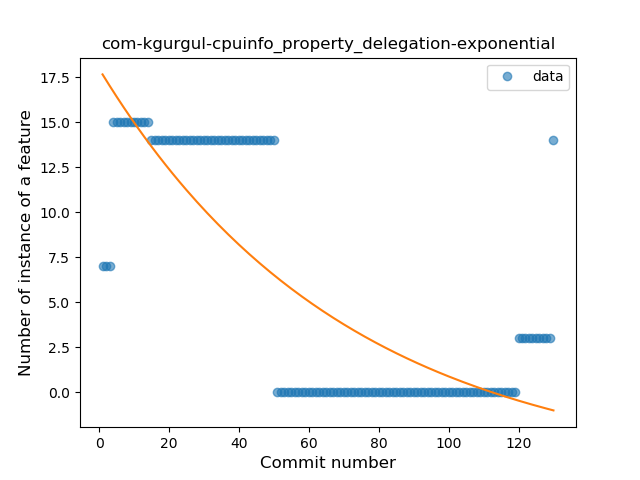 com-kgurgul-cpuinfo_property_delegation-exponential
data
Number of instance of a feature
17.5
15.0
12.5
10.0
7.5
5.0
2.5
0.0
0 20 40 60 80 100 120
Commit number